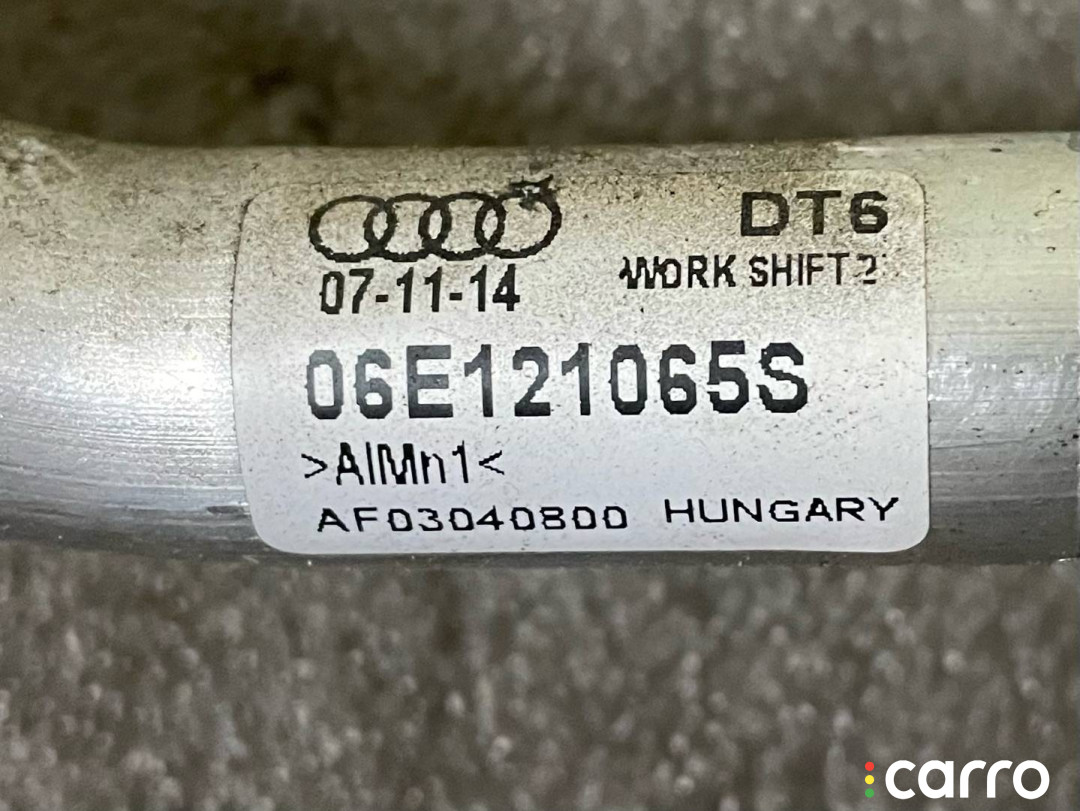 DT6
07-11-14 WORK SHIFT 2
06E121065S
>AlMn1<
AF03040800 HUNGARY
carro